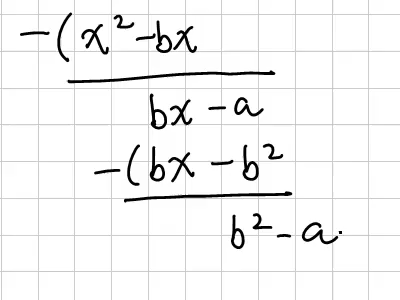 -(x²-bx
bx - a
-(bx - b²
b² - a.